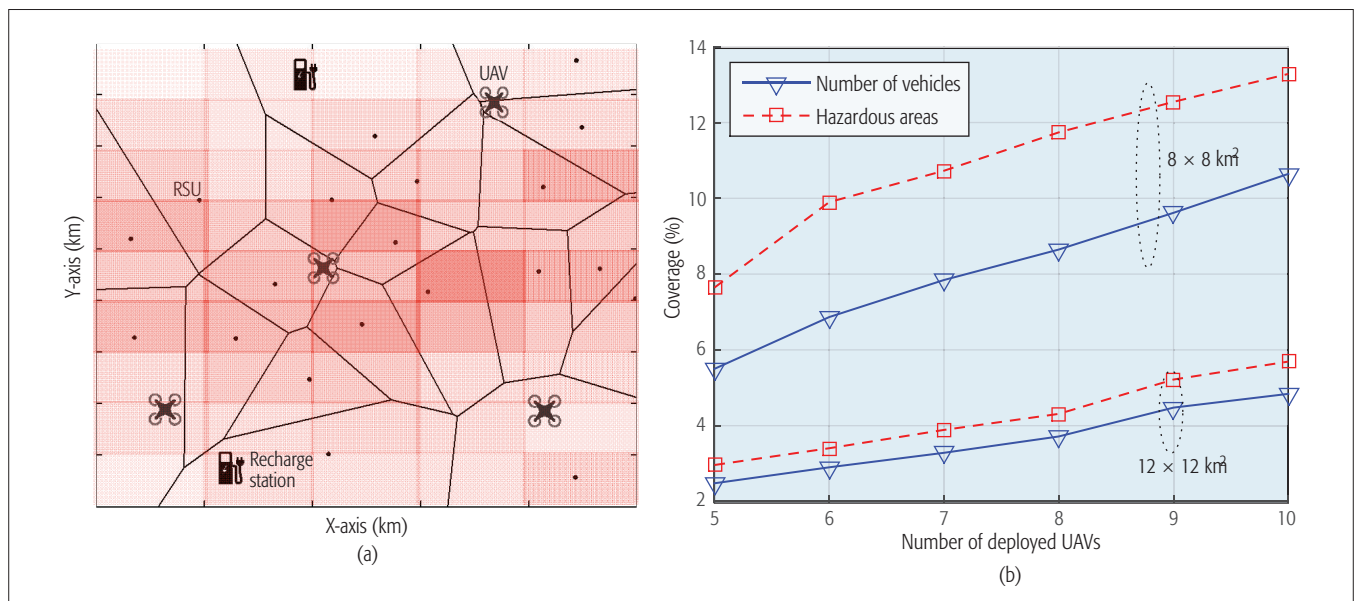 UAV
RSU
Recharge
station
Y-axis (km)
X-axis (km)
(a)
14
12
10
8
6
4
2
5
6
7
8
9
10
Coverage (%)
Number of vehicles
Hazardous areas
8 × 8 km²
12 × 12 km²
Number of deployed UAVs
(b)